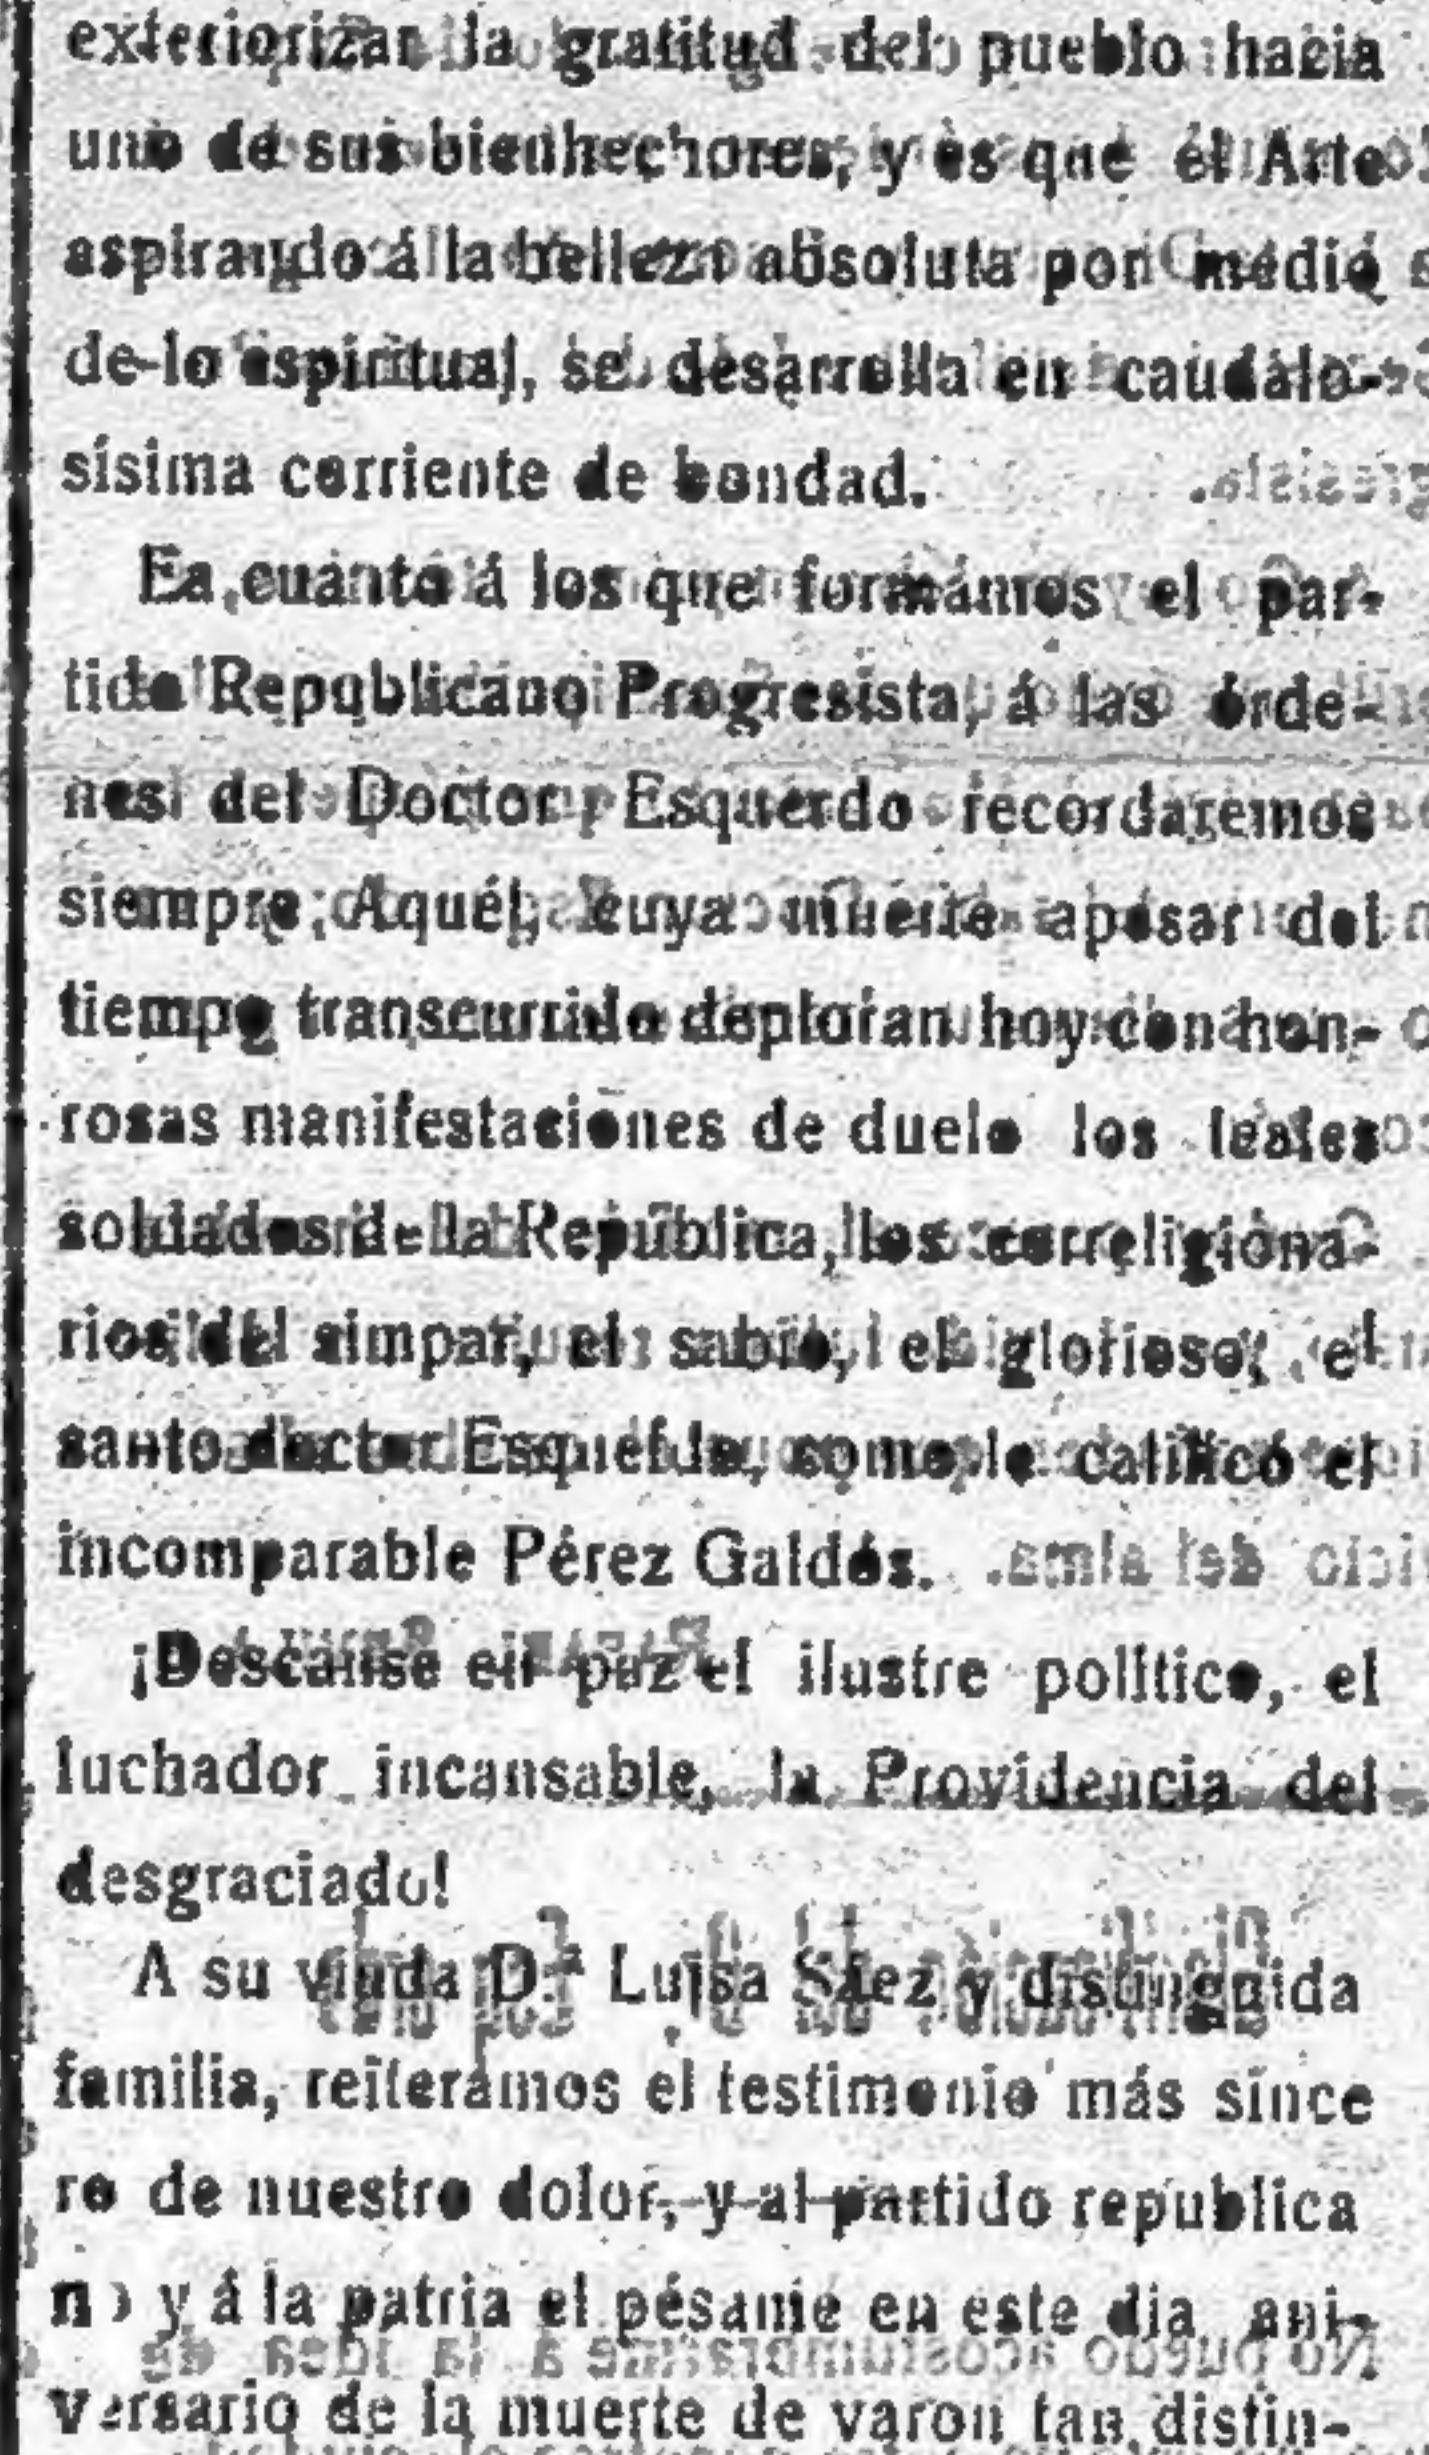 exteriorizar la gratitud del pueblo hacia
uno de sus bienhechores, y es que el Arte
aspirando á la belleza absoluta por medio
de lo espiritual, se desarrolla en caudalo-
sísima corriente de bondad.
En cuanto á los que formamos el par-
tido Republicano Progresista, á las órde-
nes del Doctor Esquerdo recordaremos
siempre Aquél, cuya muerte apesar del
tiempo transcurrido deploran hoy con hon-
rosas manifestaciones de duelo los leales
soldados de la República, los correligiona-
rios del simpar, el sabio, el glorioso, el
santo doctor Esquerdo, como le calificó el
incomparable Pérez Galdós.
¡Descanse en paz el ilustre político, el
luchador incansable, la Providencia del
desgraciado!
A su viuda D.ª Luisa Sáez y distinguida
familia, reiteramos el testimonio más since
ro de nuestro dolor, y al partido republica
no y á la patria el pésame en este dia ani-
versario de la muerte de varon tan distin-